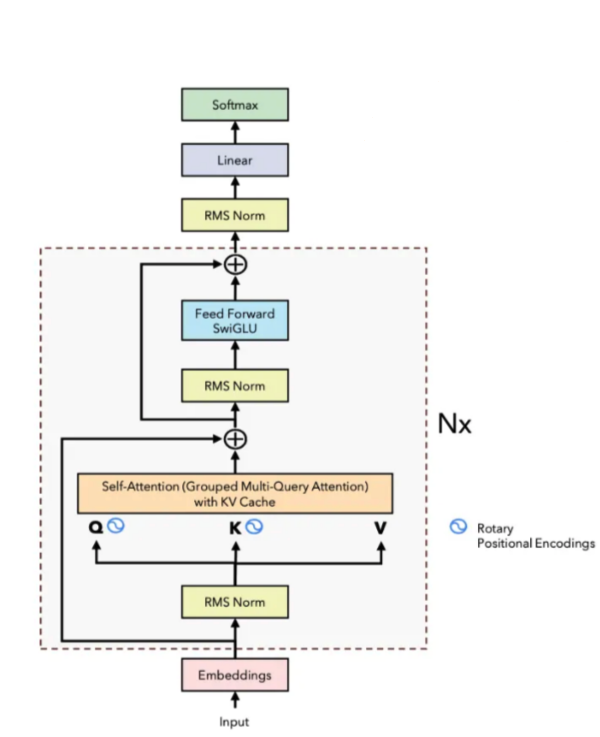 Softmax
Linear
RMS Norm
Feed Forward
SwiGLU
RMS Norm
Nx
Self-Attention (Grouped Multi-Query Attention)
with KV Cache
Q K V
Rotary
Positional Encodings
RMS Norm
Embeddings
Input